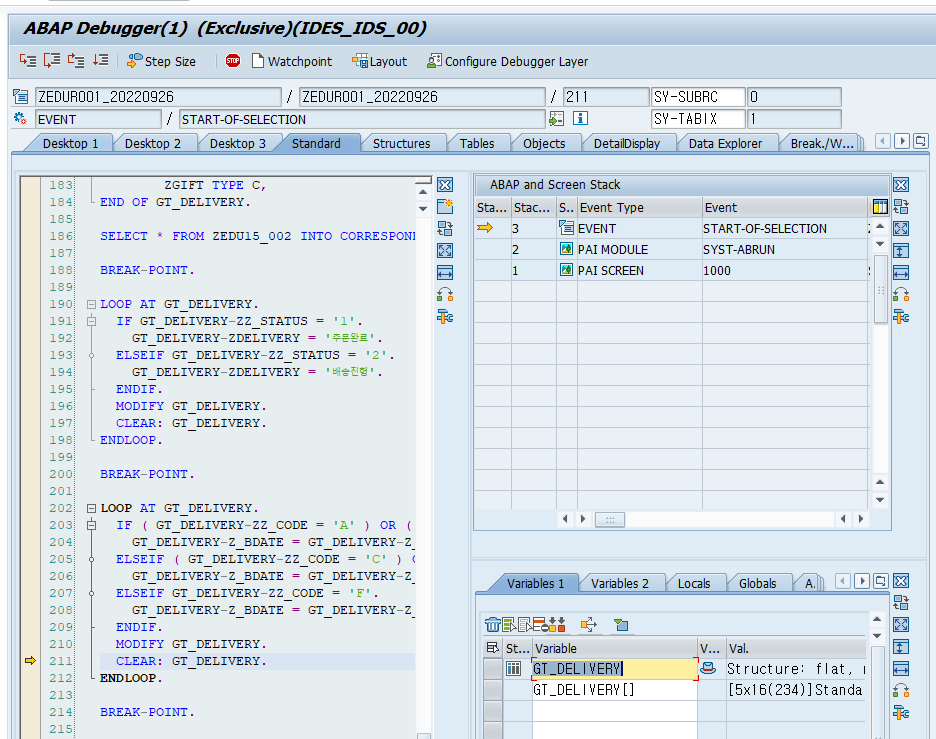 ABAP Debugger(1) (Exclusive)(IDES_IDS_00)
Step Size STOP Watchpoint Layout Configure Debugger Layer
ZEDUR001_20220926 / ZEDUR001_20220926 / 211 SY-SUBRC 0
EVENT / START-OF-SELECTION SY-TABIX 1
Desktop 1 Desktop 2 Desktop 3 Standard Structures Tables Objects DetailDisplay Data Explorer Break./W...
183 ZGIFT TYPE C,
184 END OF GT_DELIVERY.
185
186 SELECT * FROM ZEDU15_002 INTO CORRESPON
187
188 BREAK-POINT.
189
190 LOOP AT GT_DELIVERY.
191 IF GT_DELIVERY-ZZ_STATUS = '1'.
192 GT_DELIVERY-ZDELIVERY = '주문완료'.
193 ELSEIF GT_DELIVERY-ZZ_STATUS = '2'.
194 GT_DELIVERY-ZDELIVERY = '배송진행'.
195 ENDIF.
196 MODIFY GT_DELIVERY.
197 CLEAR: GT_DELIVERY.
198 ENDLOOP.
199
200 BREAK-POINT.
201
202 LOOP AT GT_DELIVERY.
203 IF ( GT_DELIVERY-ZZ_CODE = 'A' ) OR (
204 GT_DELIVERY-Z_BDATE = GT_DELIVERY-Z_
205 ELSEIF ( GT_DELIVERY-ZZ_CODE = 'C' ) O
206 GT_DELIVERY-Z_BDATE = GT_DELIVERY-Z_
207 ELSEIF GT_DELIVERY-ZZ_CODE = 'F'.
208 GT_DELIVERY-Z_BDATE = GT_DELIVERY-Z_
209 ENDIF.
210 MODIFY GT_DELIVERY.
211 CLEAR: GT_DELIVERY.
212 ENDLOOP.
213
214 BREAK-POINT.
215
ABAP and Screen Stack
Sta... Stac... S.. Event Type Event
3 EVENT START-OF-SELECTION
2 PAI MODULE SYST-ABRUN
1 PAI SCREEN 1000
Variables 1 Variables 2 Locals Globals A.
St... Variable V... Val.
GT_DELIVERY Structure: flat,
GT_DELIVERY[] [5x16(234)]Standa